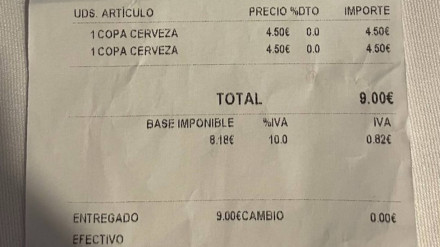 UDS. ARTÍCULO PRECIO %DTO IMPORTE
1 COPA CERVEZA 4.50€ 0.0 4.50€
1 COPA CERVEZA 4.50€ 0.0 4.50€
TOTAL 9.00€
BASE IMPONIBLE %IVA IVA
8.18€ 10.0 0.82€
ENTREGADO 9.00€ CAMBIO 0.00€
EFECTIVO